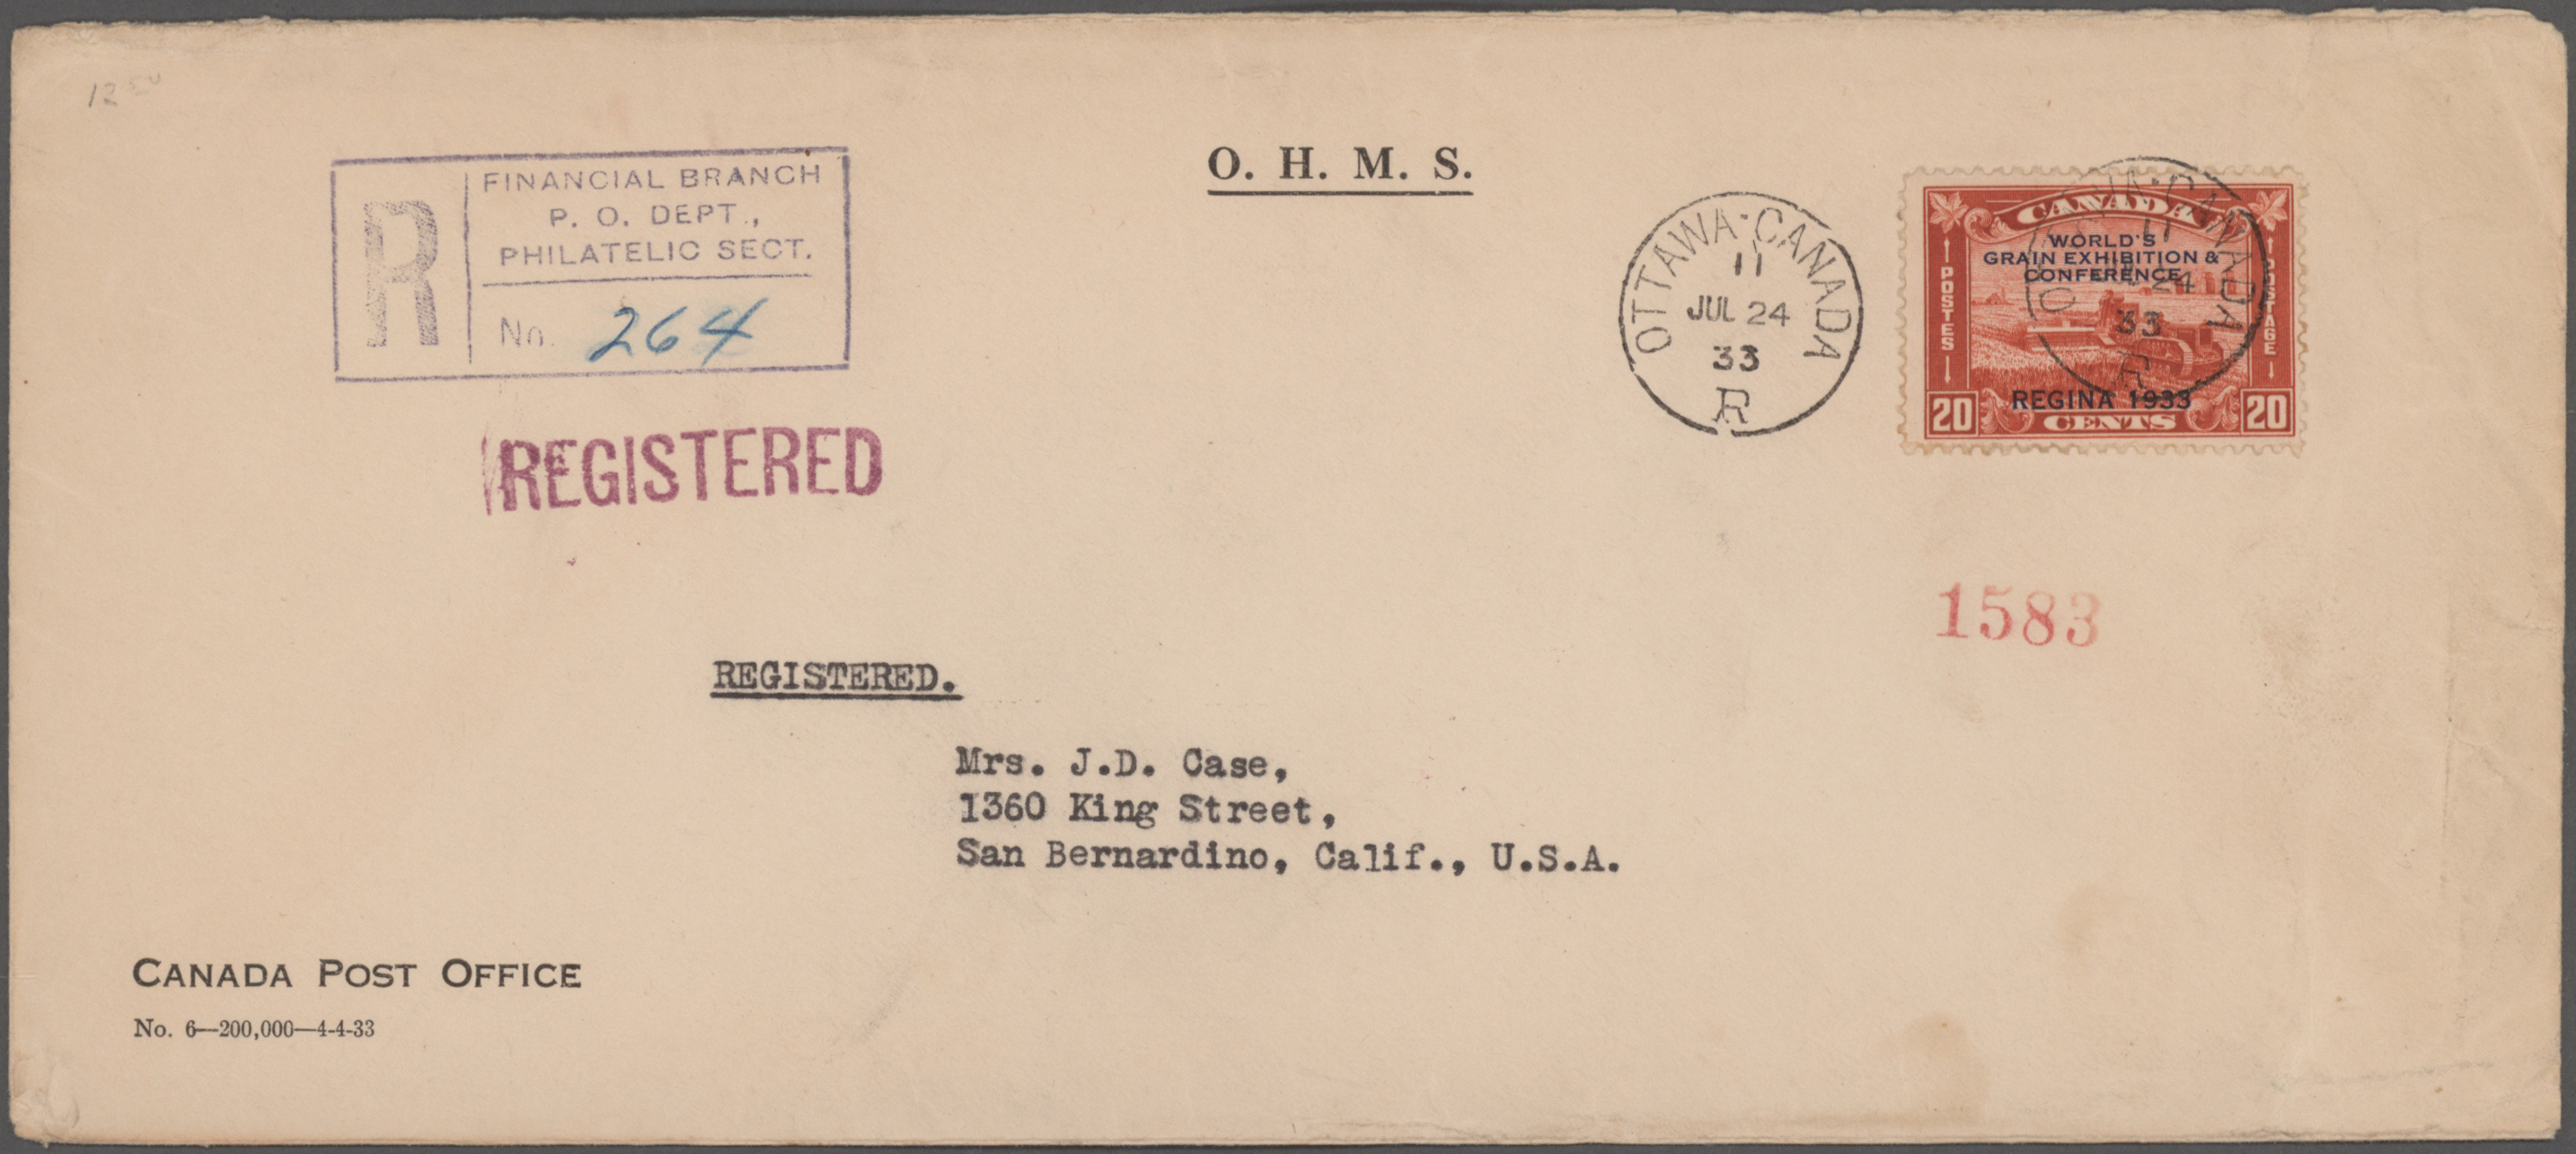 12 50
O. H. M. S.
R
FINANCIAL BRANCH
P. O. DEPT.,
PHILATELIC SECT.
No. 264
REGISTERED
OTTAWA·CANADA
11
JUL 24
33
R
CANADA
WORLD'S
GRAIN EXHIBITION &
CONFERENCE
POSTES
POSTAGE
REGINA 1933
20 CENTS 20
1583
REGISTERED.
Mrs. J.D. Case,
1360 King Street,
San Bernardino, Calif., U.S.A.
CANADA POST OFFICE
No. 6—200,000—4-4-33